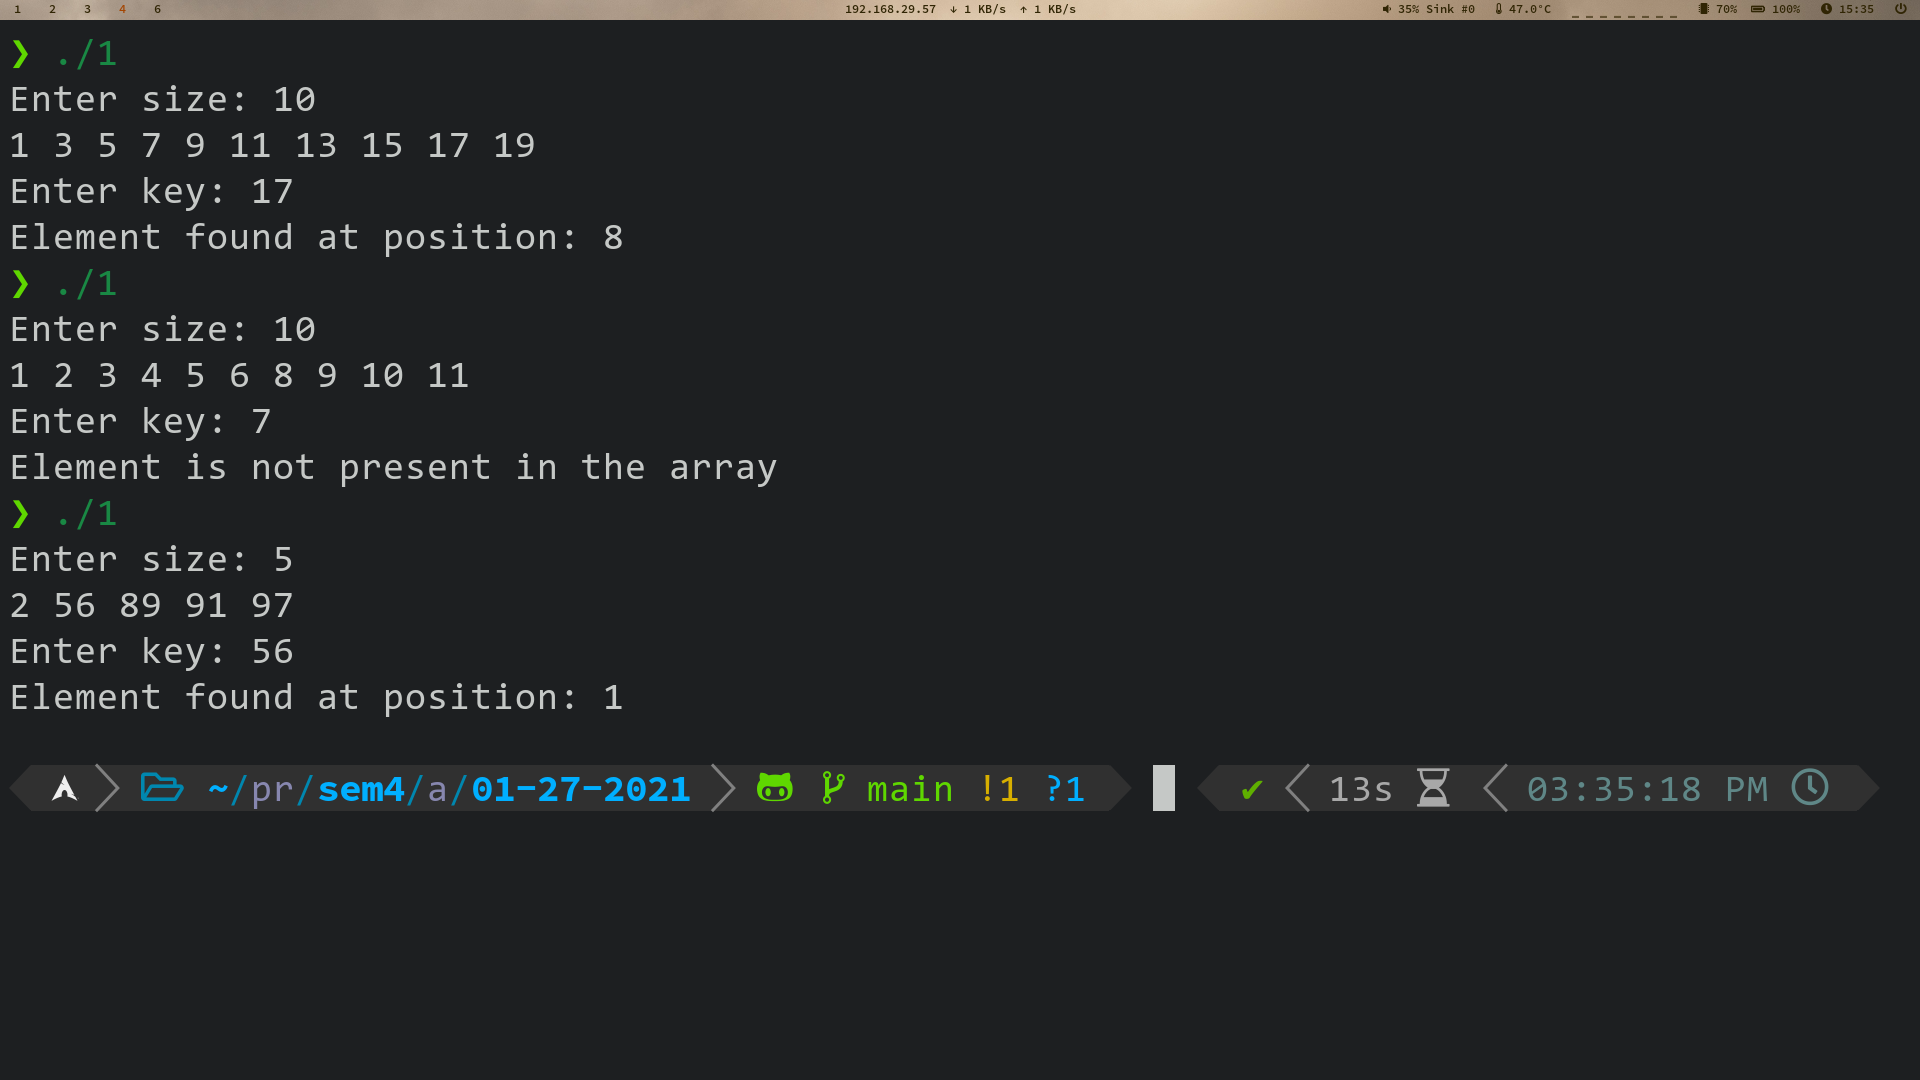 1 2 3 4 6 192.168.29.57 ↓ 1 KB/s ↑ 1 KB/s 35% Sink #0 47.0°C 70% 100% 15:35
❯ ./1
Enter size: 10
1 3 5 7 9 11 13 15 17 19
Enter key: 17
Element found at position: 8
❯ ./1
Enter size: 10
1 2 3 4 5 6 8 9 10 11
Enter key: 7
Element is not present in the array
❯ ./1
Enter size: 5
2 56 89 91 97
Enter key: 56
Element found at position: 1
~/pr/sem4/a/01-27-2021 main !1 ?1 ✔ 13s 03:35:18 PM